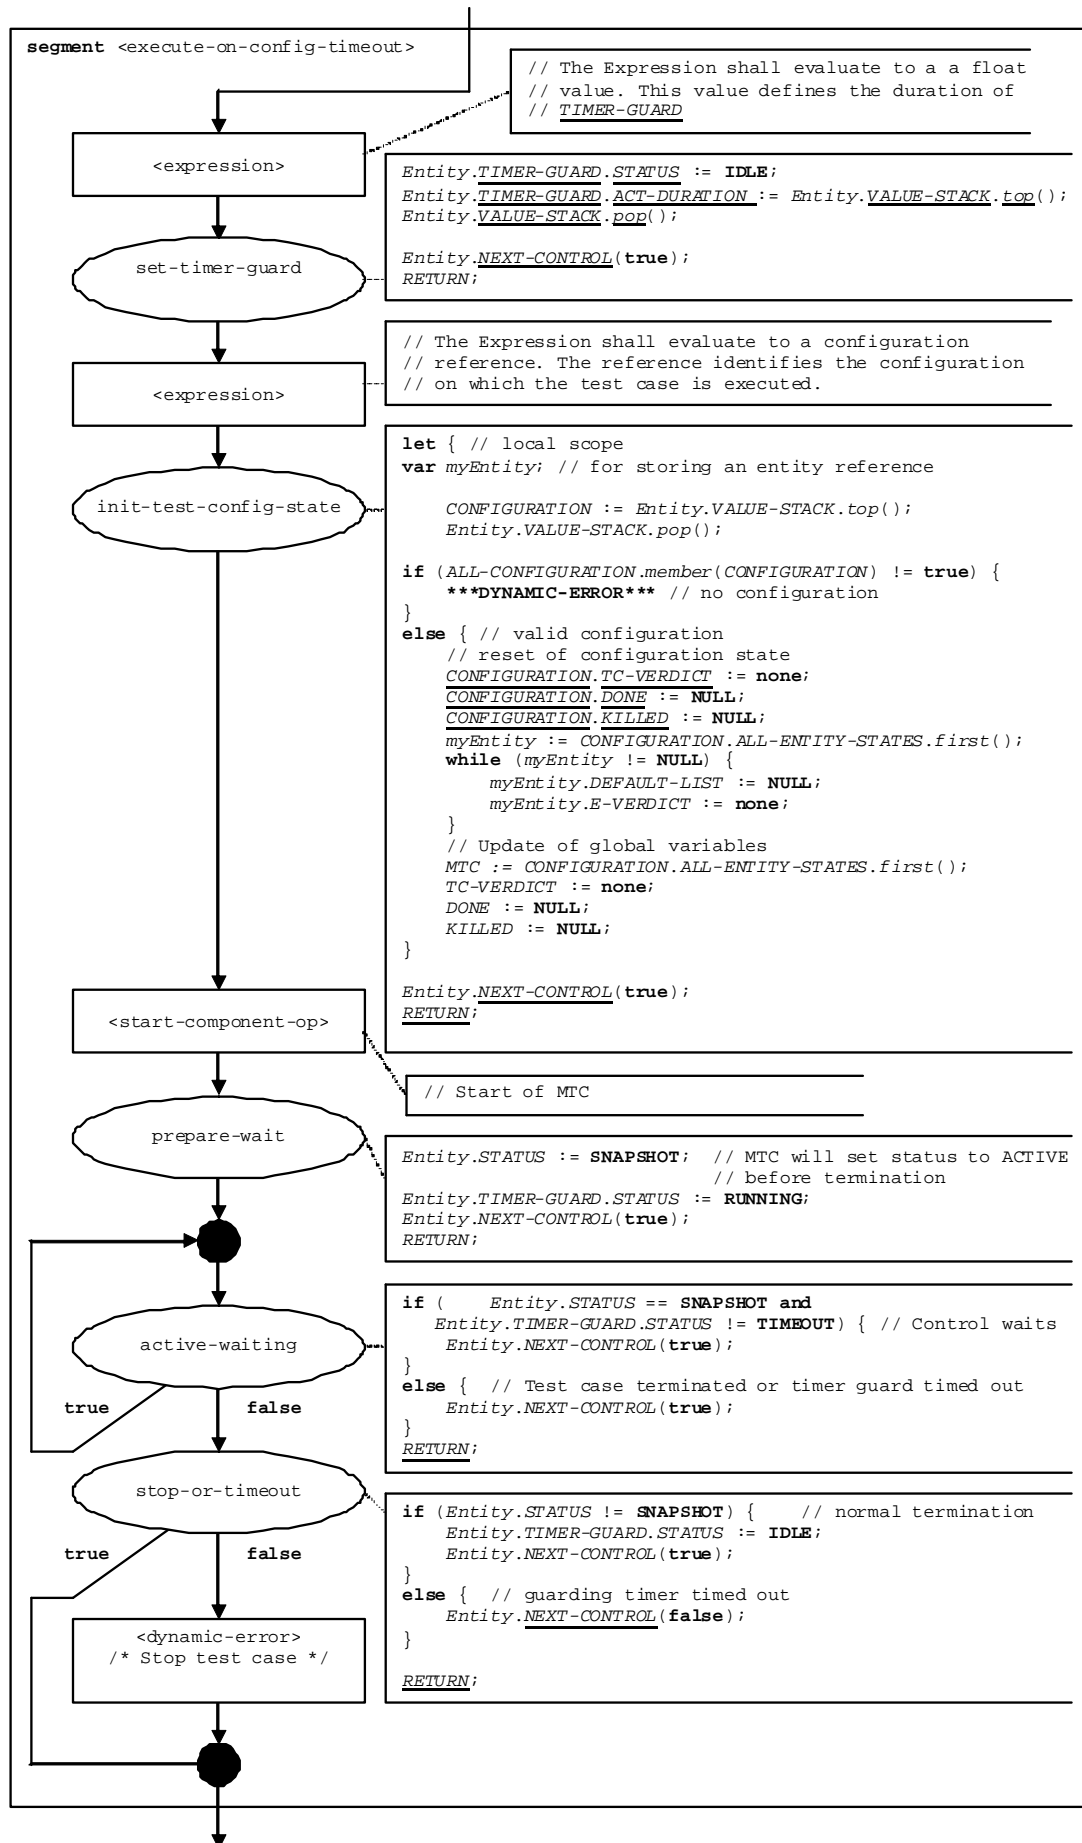 segment <execute-on-config-timeout>
// The Expression shall evaluate to a a float
// value. This value defines the duration of
// TIMER-GUARD
<expression>
Entity.TIMER-GUARD.STATUS := IDLE;
Entity.TIMER-GUARD.ACT-DURATION := Entity.VALUE-STACK.top();
Entity.VALUE-STACK.pop();
Entity.NEXT-CONTROL(true);
RETURN;
set-timer-guard
// The Expression shall evaluate to a configuration
// reference. The reference identifies the configuration
// on which the test case is executed.
<expression>
let { // local scope
var myEntity; // for storing an entity reference
CONFIGURATION := Entity.VALUE-STACK.top();
Entity.VALUE-STACK.pop();
if (ALL-CONFIGURATION.member(CONFIGURATION) != true) {
***DYNAMIC-ERROR*** // no configuration
}
else { // valid configuration
// reset of configuration state
CONFIGURATION.TC-VERDICT := none;
CONFIGURATION.DONE := NULL;
CONFIGURATION.KILLED := NULL;
myEntity := CONFIGURATION.ALL-ENTITY-STATES.first();
while (myEntity != NULL) {
myEntity.DEFAULT-LIST := NULL;
myEntity.E-VERDICT := none;
}
// Update of global variables
MTC := CONFIGURATION.ALL-ENTITY-STATES.first();
TC-VERDICT := none;
DONE := NULL;
KILLED := NULL;
}
Entity.NEXT-CONTROL(true);
RETURN;
init-test-config-state
<start-component-op>
// Start of MTC
prepare-wait
Entity.STATUS := SNAPSHOT; // MTC will set status to ACTIVE
// before termination
Entity.TIMER-GUARD.STATUS := RUNNING;
Entity.NEXT-CONTROL(true);
RETURN;
if ( Entity.STATUS == SNAPSHOT and
Entity.TIMER-GUARD.STATUS != TIMEOUT) { // Control waits
Entity.NEXT-CONTROL(true);
}
else { // Test case terminated or timer guard timed out
Entity.NEXT-CONTROL(true);
}
RETURN;
active-waiting
true false
stop-or-timeout
if (Entity.STATUS != SNAPSHOT) { // normal termination
Entity.TIMER-GUARD.STATUS := IDLE;
Entity.NEXT-CONTROL(true);
}
else { // guarding timer timed out
Entity.NEXT-CONTROL(false);
}
RETURN;
true false
<dynamic-error>
/* Stop test case */